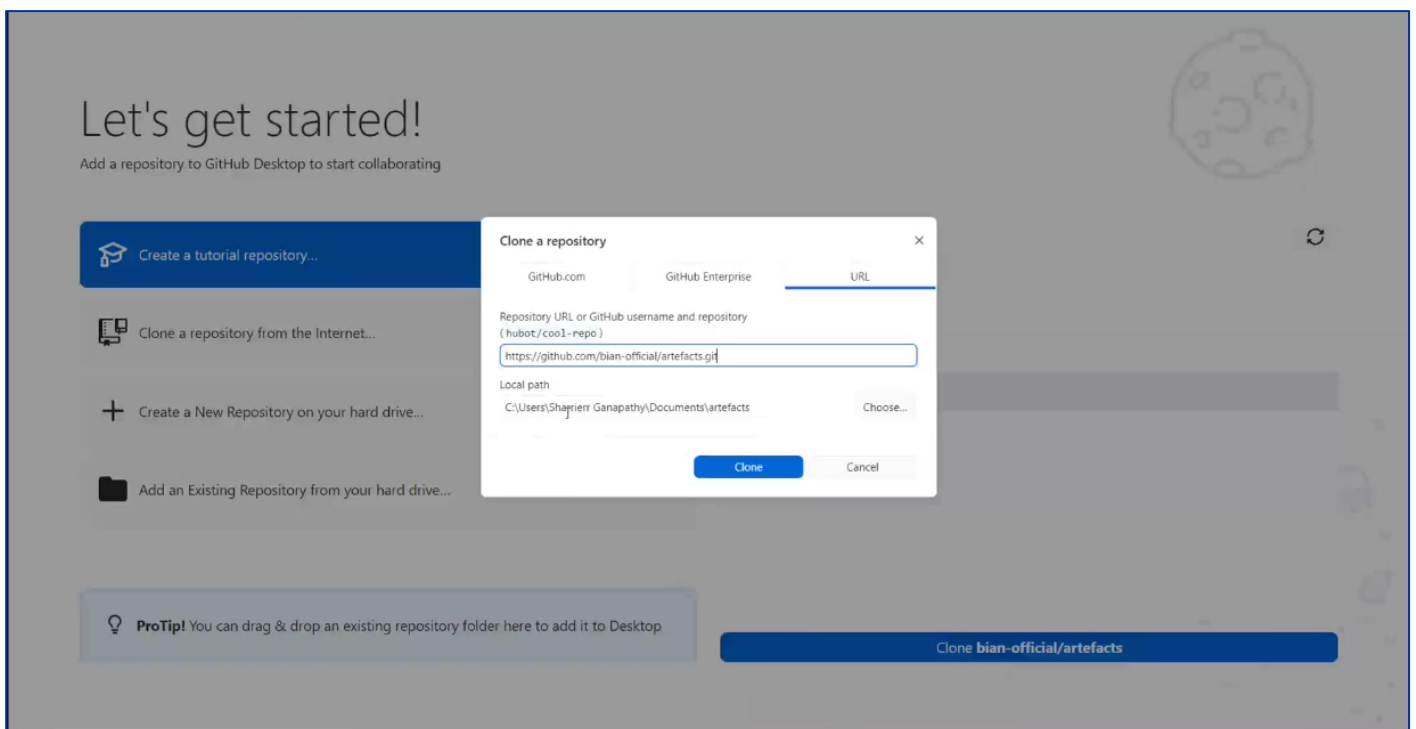 Let's get started!
Add a repository to GitHub Desktop to start collaborating
Create a tutorial repository...
Clone a repository from the Internet...
Create a New Repository on your hard drive...
Add an Existing Repository from your hard drive...
ProTip! You can drag & drop an existing repository folder here to add it to Desktop
Clone a repository
GitHub.com
GitHub Enterprise
URL
Repository URL or GitHub username and repository
(hubot/cool-repo)
https://github.com/bian-official/artefacts.git
Local path
C:\Users\Sharrierr Ganapathy\Documents\artefacts
Choose...
Clone
Cancel
Clone bian-official/artefacts